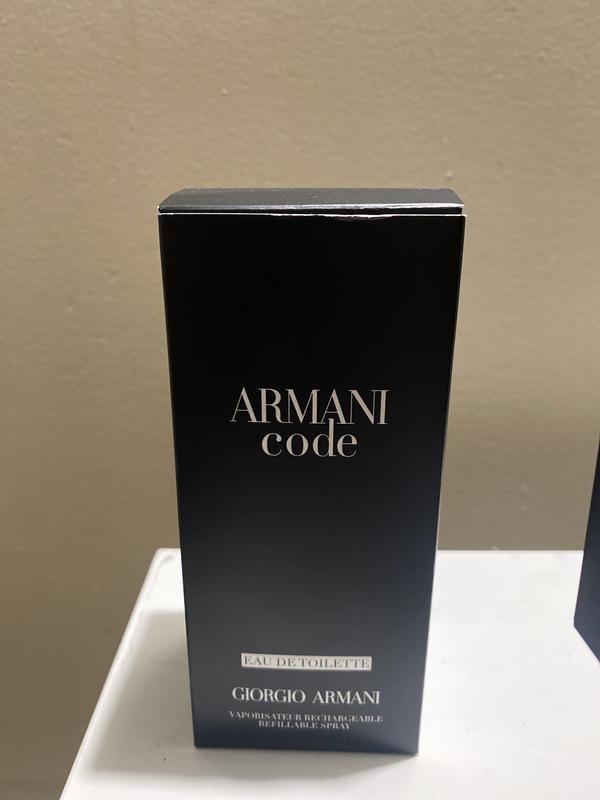 ARMANI
code
EAU DE TOILETTE
GIORGIO ARMANI
VAPORISATEUR RECHARGEABLE
REFILLABLE SPRAY